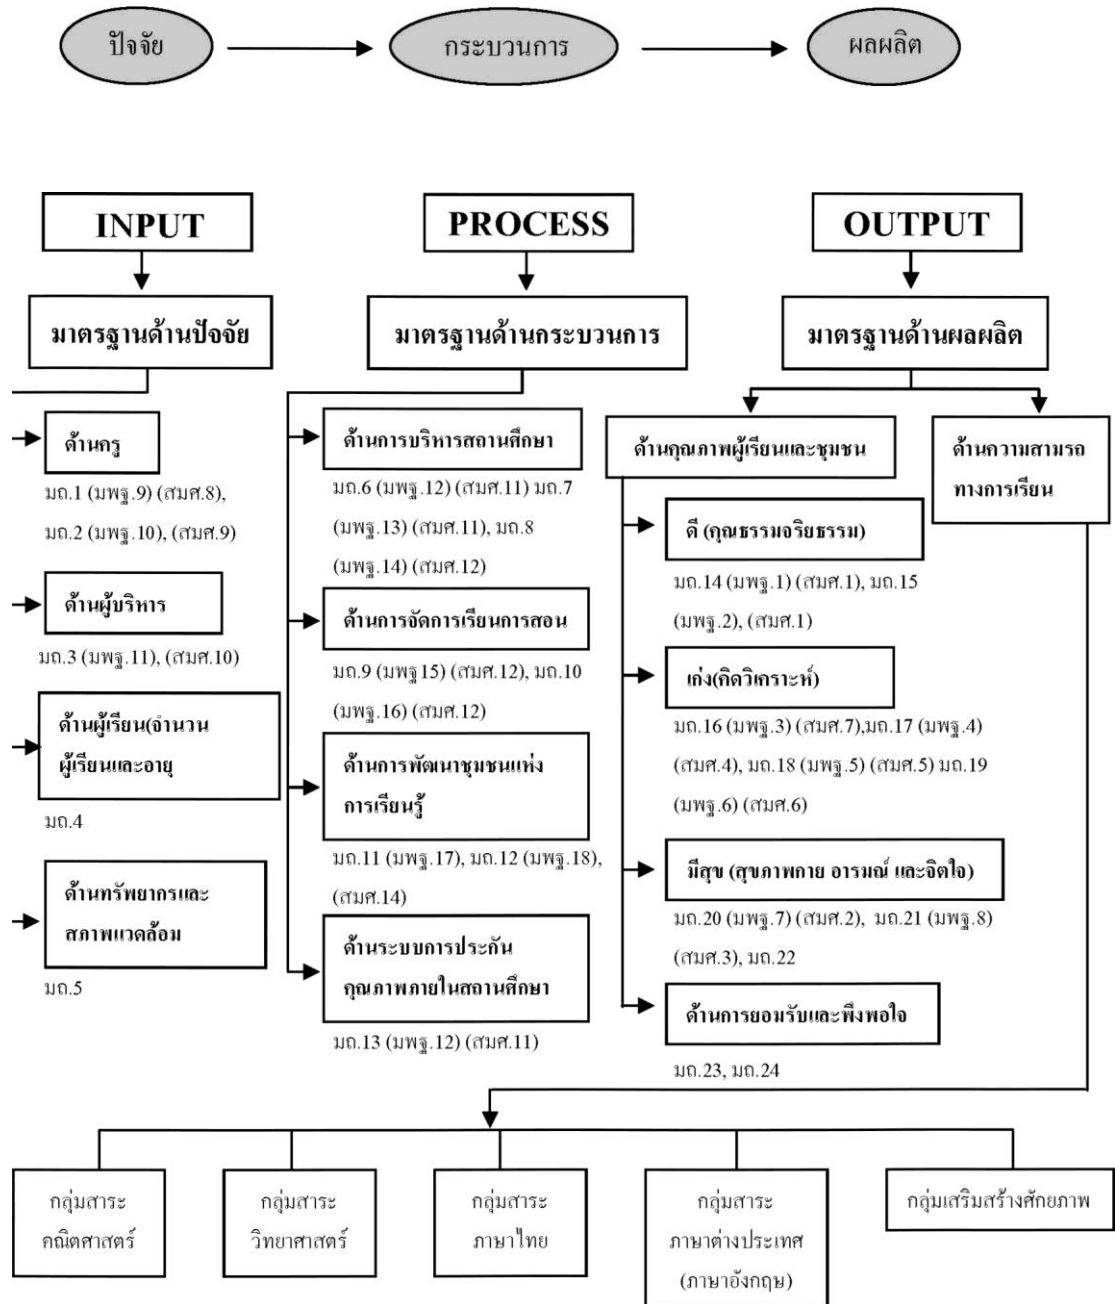 ปัจจัย
กระบวนการ
ผลผลิต
INPUT
PROCESS
OUTPUT
มาตรฐานด้านปัจจัย
มาตรฐานด้านกระบวนการ
มาตรฐานด้านผลผลิต
ด้านครู
มถ.1 (มพฐ.9) (สมศ.8),
มถ.2 (มพฐ.10), (สมศ.9)
ด้านผู้บริหาร
มถ.3 (มพฐ.11), (สมศ.10)
ด้านผู้เรียน(จำนวน
ผู้เรียนและอายุ
มถ.4
ด้านทรัพยากรและ
สภาพแวดล้อม
มถ.5
ด้านการบริหารสถานศึกษา
มถ.6 (มพฐ.12) (สมศ.11) มถ.7
(มพฐ.13) (สมศ.11), มถ.8
(มพฐ.14) (สมศ.12)
ด้านการจัดการเรียนการสอน
มถ.9 (มพฐ15) (สมศ.12), มถ.10
(มพฐ.16) (สมศ.12)
ด้านการพัฒนาชุมชนแห่ง
การเรียนรู้
มถ.11 (มพฐ.17), มถ.12 (มพฐ.18),
(สมศ.14)
ด้านระบบการประกัน
คุณภาพภายในสถานศึกษา
มถ.13 (มพฐ.12) (สมศ.11)
ด้านคุณภาพผู้เรียนและชุมชน
ดี (คุณธรรมจริยธรรม)
มถ.14 (มพฐ.1) (สมศ.1), มถ.15
(มพฐ.2), (สมศ.1)
เก่ง(คิดวิเคราะห์)
มถ.16 (มพฐ.3) (สมศ.7),มถ.17 (มพฐ.4)
(สมศ.4), มถ.18 (มพฐ.5) (สมศ.5) มถ.19
(มพฐ.6) (สมศ.6)
มีสุข (สุขภาพกาย อารมณ์ และจิตใจ)
มถ.20 (มพฐ.7) (สมศ.2), มถ.21 (มพฐ.8)
(สมศ.3), มถ.22
ด้านการยอมรับและพึงพอใจ
มถ.23, มถ.24
ด้านความสามรถ
ทางการเรียน
กลุ่มสาระ
คณิตศาสตร์
กลุ่มสาระ
วิทยาศาสตร์
กลุ่มสาระ
ภาษาไทย
กลุ่มสาระ
ภาษาต่างประเทศ
(ภาษาอังกฤษ)
กลุ่มเสริมสร้างศักยภาพ